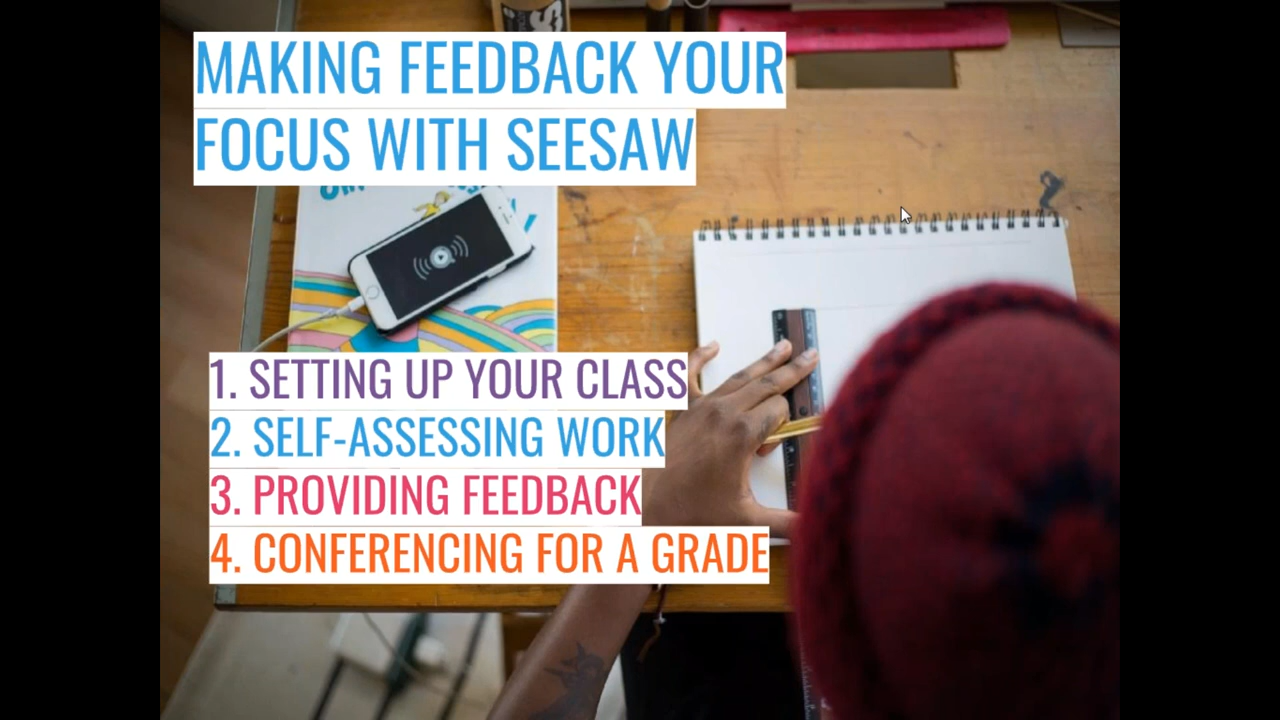 MAKING FEEDBACK YOUR
FOCUS WITH SEESAW
1. SETTING UP YOUR CLASS
2. SELF-ASSESSING WORK
3. PROVIDING FEEDBACK
4. CONFERENCING FOR A GRADE